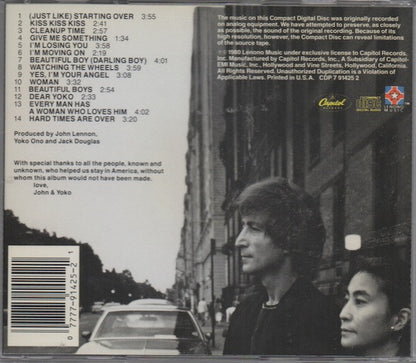 1 (JUST LIKE) STARTING OVER 3:55
2 KISS KISS KISS 2:41
3 CLEANUP TIME 2:57
4 GIVE ME SOMETHING 1:34
5 I'M LOSING YOU 3:58
6 I'M MOVING ON 2:19
7 BEAUTIFUL BOY (DARLING BOY) 4:01
8 WATCHING THE WHEELS 3:59
9 YES, I'M YOUR ANGEL 3:08
10 WOMAN 3:32
11 BEAUTIFUL BOYS 2:54
12 DEAR YOKO 2:33
13 EVERY MAN HAS
A WOMAN WHO LOVES HIM 4:02
14 HARD TIMES ARE OVER 3:20
Produced by John Lennon,
Yoko Ono and Jack Douglas
With special thanks to all the people, known and
unknown, who helped us stay in America, without
whom this album would not have been made.
love,
John & Yoko
The music on this Compact Digital Disc was originally recorded
on analog equipment. We have attempted to preserve, as closely
as possible, the sound of the original recording. Because of its
high resolution, however, the Compact Disc can reveal limitations
of the source tape.
℗ © 1980 Lenono Music under exclusive license to Capitol Records,
Inc. Manufactured by Capitol Records, Inc., A Subsidiary of Capitol-
EMI Music, Inc., Hollywood and Vine Streets, Hollywood, California.
All Rights Reserved. Unauthorized Duplication is a Violation of
Applicable Laws. Printed in U.S.A. CDP 7 91425 2
Capitol
COMPACT
disc
DIGITAL AUDIO
MUSIC
0 7777-91425-2 1